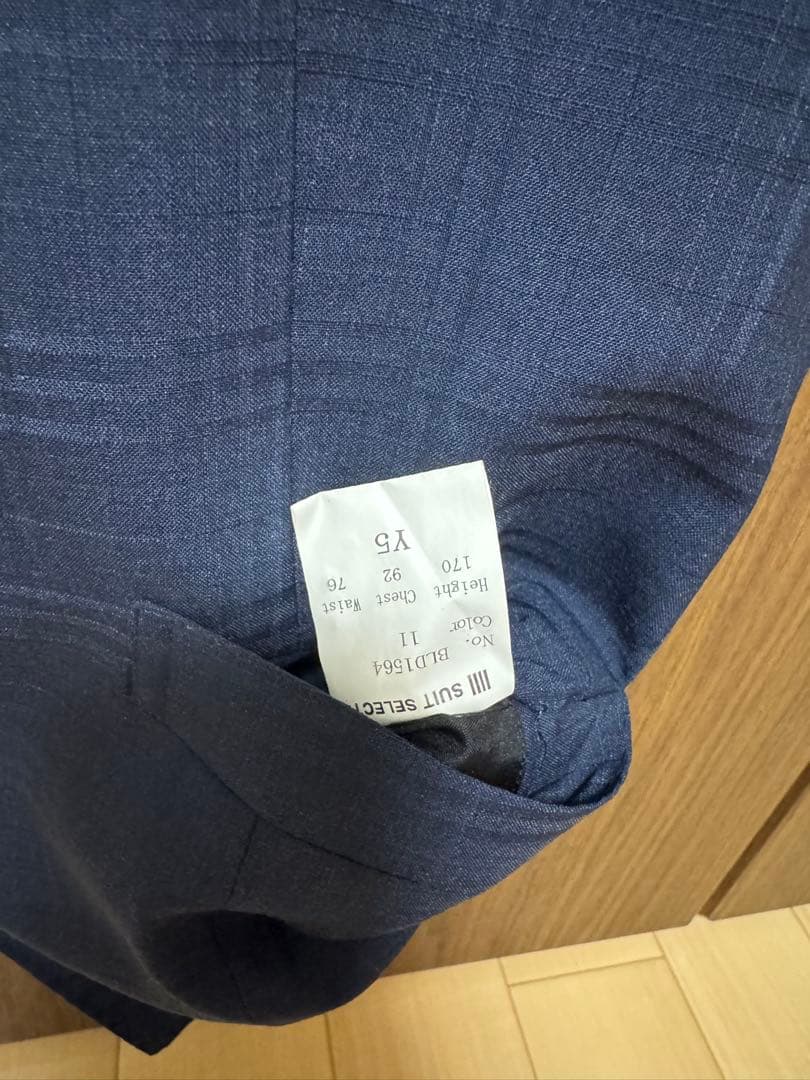 SUIT SELECT
No. BLD1564
Color 11
Height Chest Waist
170 92 76
Y5